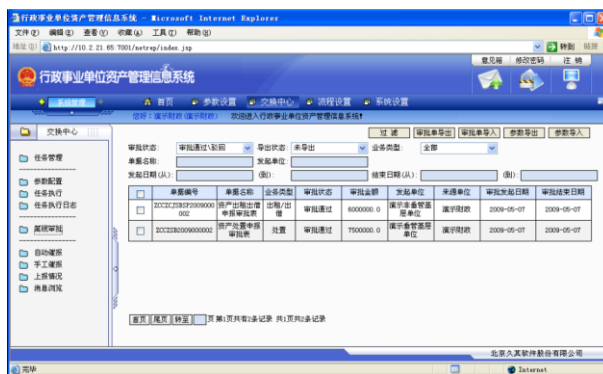 行政事业单位资产管理信息系统 - Microsoft Internet Explorer
文件(F) 编辑(E) 查看(V) 收藏(A) 工具(T) 帮助(H)
地址(D) http://10.2.21.65:7001/netrep/index.jsp 转到 链接
行政事业单位资产管理信息系统
意见箱 修改密码 注 销
系统管理 首页 参数设置 交换中心 流程设置 系统设置
您好：演示财政(演示财政) 欢迎进入行政事业单位资产管理信息系统!
交换中心
任务管理
参数配置
任务执行
任务执行日志
属级审批
自动催报
手工催报
上报情况
消息浏览
过 滤 审批单导出 审批单导入 参数导出 参数导入
审批状态: 审批通过\驳回 导出状态: 未导出 业务类型: 全部
单据名称: 发起单位:
发起日期(从): (到): 结束日期(从): (到):
单据编号 单据名称 业务类型 审批状态 审批金额 发起单位 未理单位 审批发起日期 审批结束日期
ZCCZCJSBSP2009000002 资产出租出借申报审批表 出租/出借 审批通过 6000000.0 演示非垂管基层单位 演示财政 2009-05-07 2009-05-07
ZCCZSB2009000002 资产处置申报审批表 处置 审批通过 7500000.0 演示垂管基层单位 演示财政 2009-05-07 2009-05-07
首页 尾页 转至 页 第1页共有2条记录 共1页共2条记录
北京久其软件股份有限公司
完毕 Internet